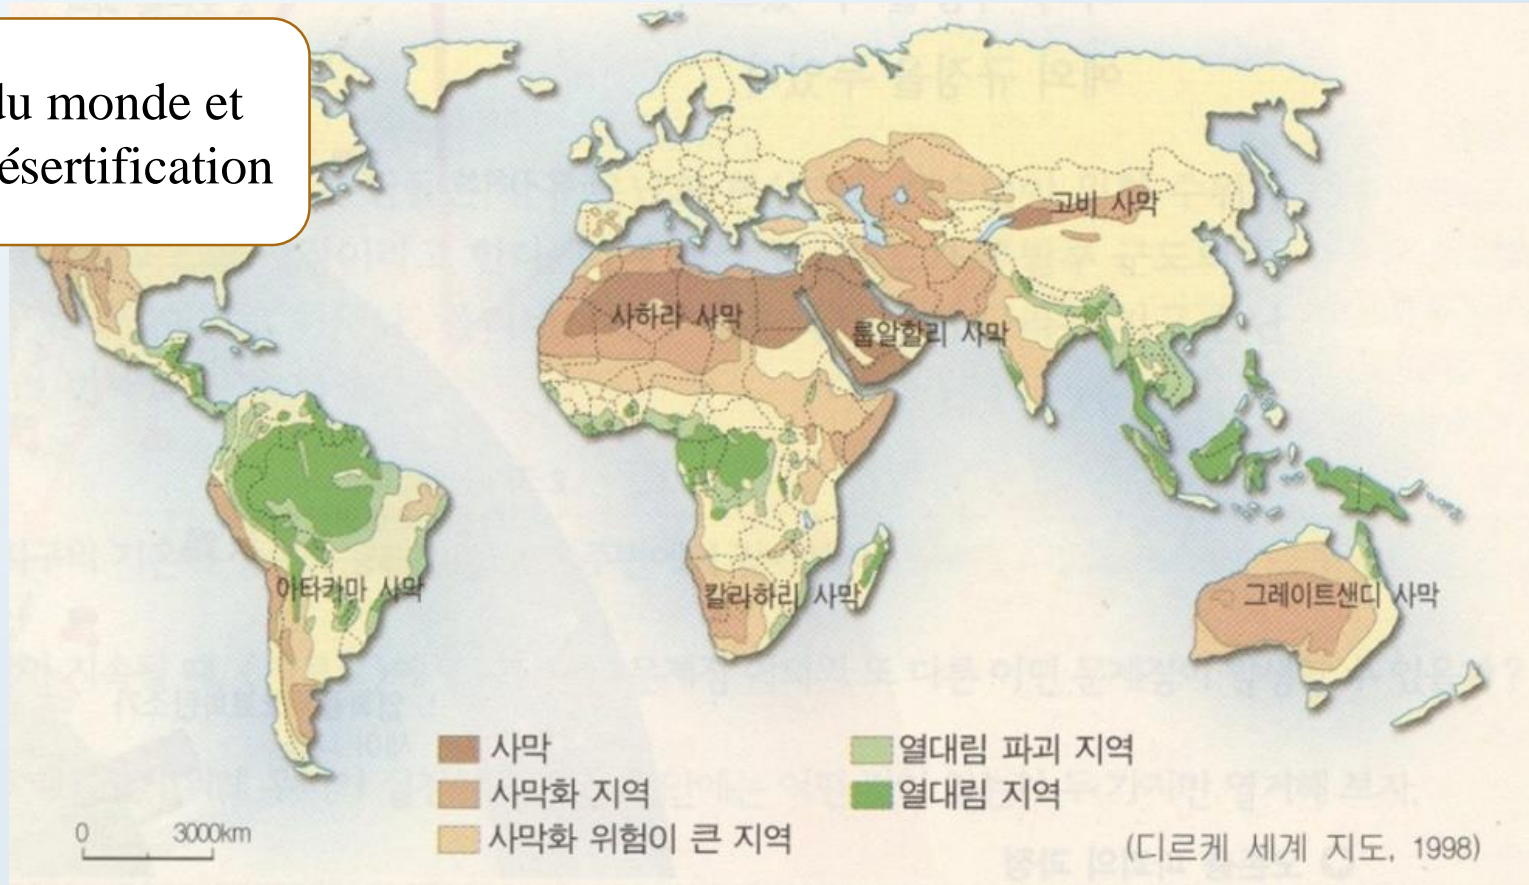 du monde et
ésertification
고비 사막
사하라 사막
룹알할리 사막
아타카마 사막
칼라하리 사막
그레이트샌디 사막
사막
사막화 지역
사막화 위험이 큰 지역
열대림 파괴 지역
열대림 지역
0 3000km
(디르케 세계 지도, 1998)